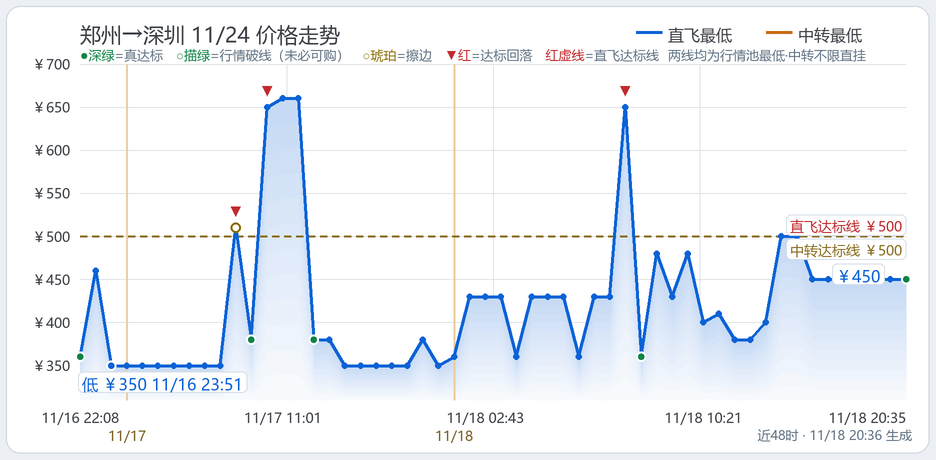 郑州→深圳 11/24 价格走势
直飞最低 中转最低
●深绿=真达标 ○描绿=行情破线（未必可购） ○琥珀=擦边 ▼红=达标回落 红虚线=直飞达标线 两线均为行情池最低·中转不限直挂
¥700
¥650
¥600
¥550
¥500
¥450
¥400
¥350
直飞达标线 ¥500
中转达标线 ¥500
¥450
低 ¥350 11/16 23:51
11/16 22:08 11/17 11:01 11/18 02:43 11/18 10:21 11/18 20:35
11/17 11/18
近48时 · 11/18 20:36 生成